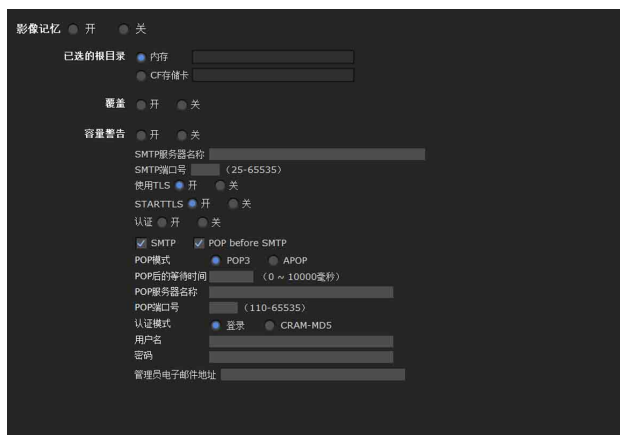 影像记忆 开 关
已选的根目录 内存
CF存储卡
覆盖 开 关
容量警告 开 关
SMTP服务器名称
SMTP端口号 （25-65535）
使用TLS 开 关
STARTTLS 开 关
认证 开 关
SMTP POP before SMTP
POP模式 POP3 APOP
POP后的等待时间 （0 ~ 10000毫秒）
POP服务器名称
POP端口号 （110-65535）
认证模式 登录 CRAM-MD5
用户名
密码
管理员电子邮件地址